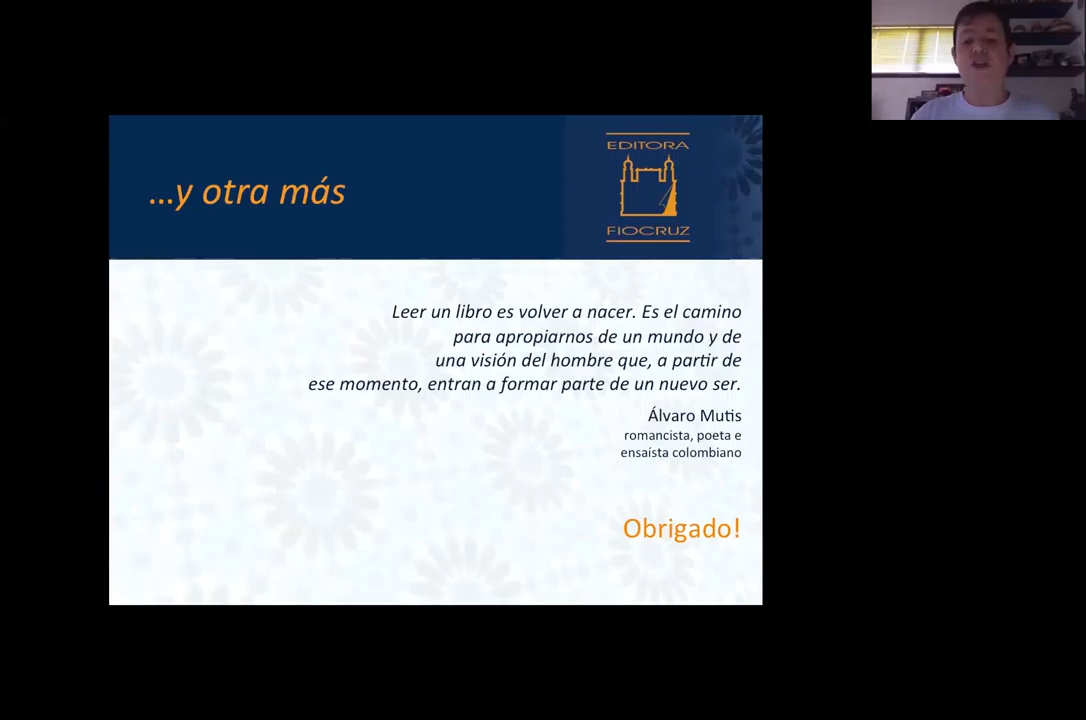 ...y otra más
EDITORA
FIOCRUZ
Leer un libro es volver a nacer. Es el camino
para apropiarnos de un mundo y de
una visión del hombre que, a partir de
ese momento, entran a formar parte de un nuevo ser.
Álvaro Mutis
romancista, poeta e
ensaísta colombiano
Obrigado!